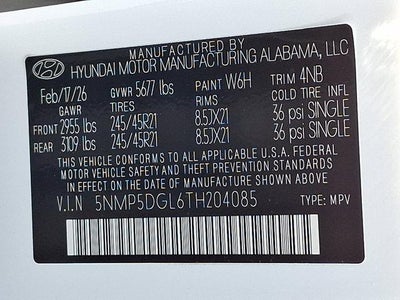 MANUFACTURED BY
HYUNDAI MOTOR MANUFACTURING ALABAMA, LLC
Feb/17/26 GVWR 5677 lbs PAINT W6H TRIM 4NB
GAWR TIRES RIMS COLD TIRE INFL
FRONT 2955 lbs 245/45R21 8.5JX21 36 psi SINGLE
REAR 3109 lbs 245/45R21 8.5JX21 36 psi SINGLE
THIS VEHICLE CONFORMS TO ALL APPLICABLE U.S.A. FEDERAL
MOTOR VEHICLE SAFETY AND THEFT PREVENTION STANDARDS
IN EFFECT ON THE DATE OF MANUFACTURE SHOWN ABOVE.
V.I.N 5NMP5DGL6TH204085 TYPE: MPV